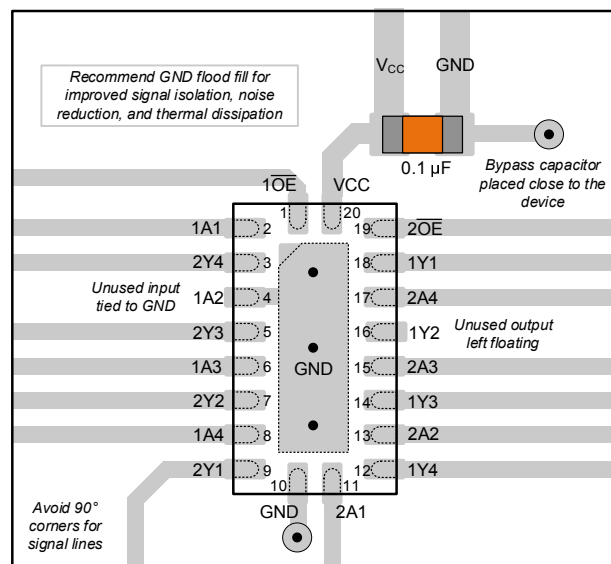 Recommend GND flood fill for
improved signal isolation, noise
reduction, and thermal dissipation
VCC GND
0.1 µF
Bypass capacitor
placed close to the
device
1O̅E̅ VCC
1 20
1A1 2 19 2O̅E̅
2Y4 3 18 1Y1
Unused input
tied to GND
1A2 4 17 2A4
2Y3 5 16 1Y2
Unused output
left floating
1A3 6 GND 15 2A3
2Y2 7 14 1Y3
1A4 8 13 2A2
2Y1 9 12 1Y4
10 11
GND 2A1
Avoid 90°
corners for
signal lines